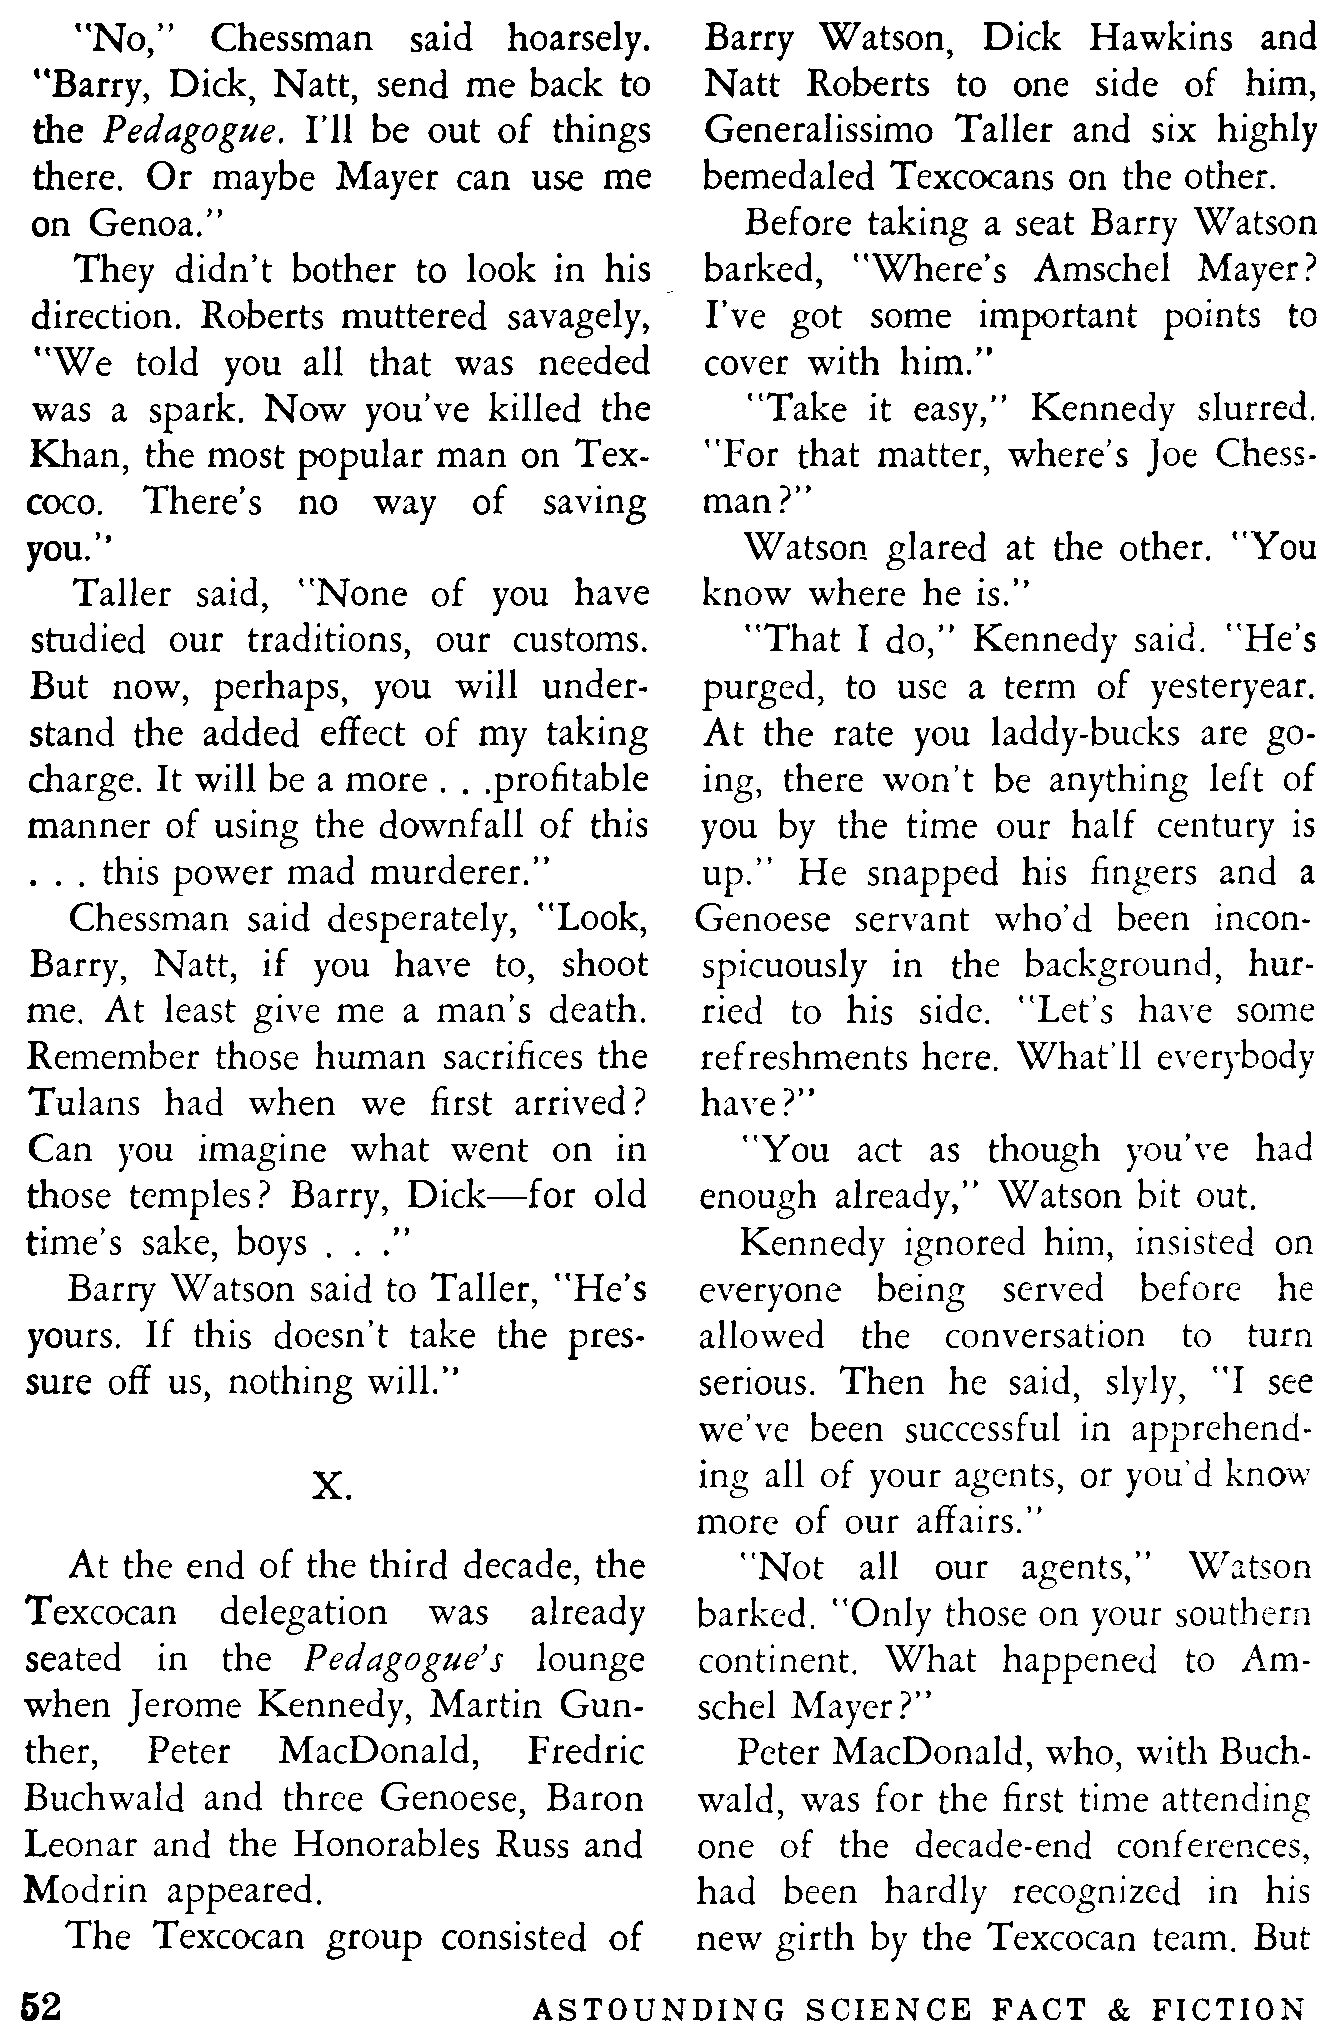 "No," Chessman said hoarsely.
"Barry, Dick, Natt, send me back to
the Pedagogue. I'll be out of things
there. Or maybe Mayer can use me
on Genoa."
They didn't bother to look in his
direction. Roberts muttered savagely,
"We told you all that was needed
was a spark. Now you've killed the
Khan, the most popular man on Tex-
coco. There's no way of saving
you."
Taller said, "None of you have
studied our traditions, our customs.
But now, perhaps, you will under-
stand the added effect of my taking
charge. It will be a more . . .profitable
manner of using the downfall of this
. . . this power mad murderer."
Chessman said desperately, "Look,
Barry, Natt, if you have to, shoot
me. At least give me a man's death.
Remember those human sacrifices the
Tulans had when we first arrived?
Can you imagine what went on in
those temples? Barry, Dick—for old
time's sake, boys . . ."
Barry Watson said to Taller, "He's
yours. If this doesn't take the pres-
sure off us, nothing will."
X.
At the end of the third decade, the
Texcocan delegation was already
seated in the Pedagogue's lounge
when Jerome Kennedy, Martin Gun-
ther, Peter MacDonald, Fredric
Buchwald and three Genoese, Baron
Leonar and the Honorables Russ and
Modrin appeared.
The Texcocan group consisted of
Barry Watson, Dick Hawkins and
Natt Roberts to one side of him,
Generalissimo Taller and six highly
bemedaled Texcocans on the other.
Before taking a seat Barry Watson
barked, "Where's Amschel Mayer?
I've got some important points to
cover with him."
"Take it easy," Kennedy slurred.
"For that matter, where's Joe Chess-
man?"
Watson glared at the other. "You
know where he is."
"That I do," Kennedy said. "He's
purged, to use a term of yesteryear.
At the rate you laddy-bucks are go-
ing, there won't be anything left of
you by the time our half century is
up." He snapped his fingers and a
Genoese servant who'd been incon-
spicuously in the background, hur-
ried to his side. "Let's have some
refreshments here. What'll everybody
have?"
"You act as though you've had
enough already," Watson bit out.
Kennedy ignored him, insisted on
everyone being served before he
allowed the conversation to turn
serious. Then he said, slyly, "I see
we've been successful in apprehend-
ing all of your agents, or you'd know
more of our affairs."
"Not all our agents," Watson
barked. "Only those on your southern
continent. What happened to Am-
schel Mayer?"
Peter MacDonald, who, with Buch-
wald, was for the first time attending
one of the decade-end conferences,
had been hardly recognized in his
new girth by the Texcocan team. But
52
ASTOUNDING SCIENCE FACT & FICTION